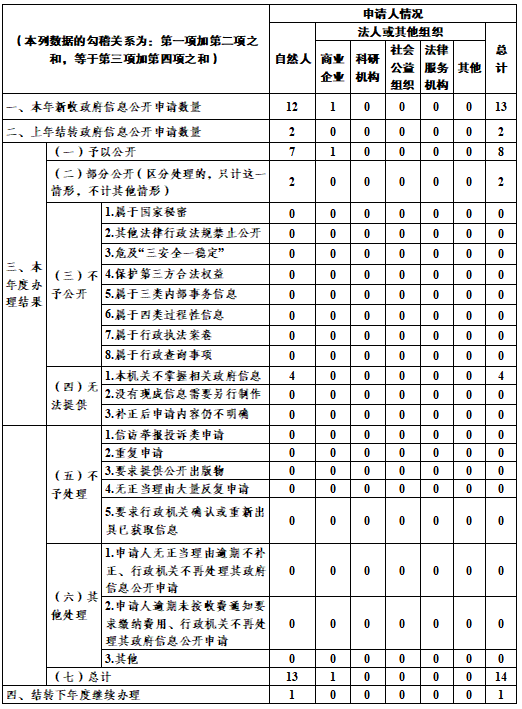 （本列数据的勾稽关系为：第一项加第二项之
和，等于第三项加第四项之和）
申请人情况
自然人
法人或其他组织
总
计
商业
企业
科研
机构
社会
公益
组织
法律
服务
机构
其他
一、本年新收政府信息公开申请数量 12 1 0 0 0 0 13
二、上年结转政府信息公开申请数量 2 0 0 0 0 0 2
三、本
年度办
理结果
（一）予以公开 7 1 0 0 0 0 8
（二）部分公开（区分处理的，只计这一
情形，不计其他情形） 2 0 0 0 0 0 2
（三）不
予公开
1.属于国家秘密 0 0 0 0 0 0 0
2.其他法律行政法规禁止公开 0 0 0 0 0 0 0
3.危及“三安全一稳定” 0 0 0 0 0 0 0
4.保护第三方合法权益 0 0 0 0 0 0 0
5.属于三类内部事务信息 0 0 0 0 0 0 0
6.属于四类过程性信息 0 0 0 0 0 0 0
7.属于行政执法案卷 0 0 0 0 0 0 0
8.属于行政查询事项 0 0 0 0 0 0 0
（四）无
法提供
1.本机关不掌握相关政府信息 4 0 0 0 0 0 4
2.没有现成信息需要另行制作 0 0 0 0 0 0 0
3.补正后申请内容仍不明确 0 0 0 0 0 0 0
（五）不
予处理
1.信访举报投诉类申请 0 0 0 0 0 0 0
2.重复申请 0 0 0 0 0 0 0
3.要求提供公开出版物 0 0 0 0 0 0 0
4.无正当理由大量反复申请 0 0 0 0 0 0 0
5.要求行政机关确认或重新出
具已获取信息 0 0 0 0 0 0 0
（六）其
他处理
1.申请人无正当理由逾期不补
正、行政机关不再处理其政府
信息公开申请 0 0 0 0 0 0 0
2.申请人逾期未按收费通知要
求缴纳费用、行政机关不再处
理其政府信息公开申请 0 0 0 0 0 0 0
3.其他 0 0 0 0 0 0 0
（七）总计 13 1 0 0 0 0 14
四、结转下年度继续办理 1 0 0 0 0 0 1